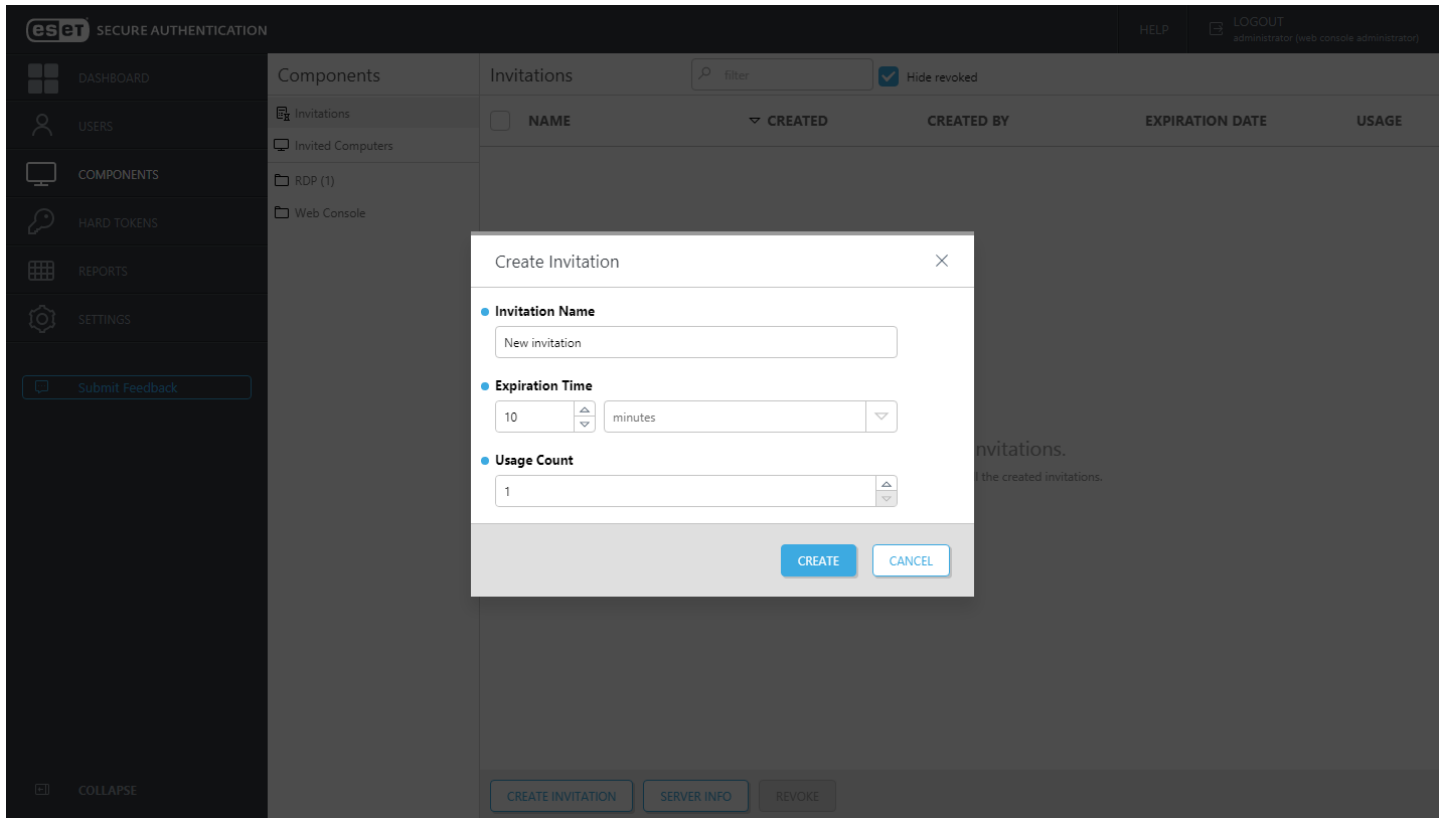 eset SECURE AUTHENTICATION
HELP
LOGOUT
administrator (web console administrator)
DASHBOARD
USERS
COMPONENTS
HARD TOKENS
REPORTS
SETTINGS
Submit Feedback
COLLAPSE
Components
Invitations
Invited Computers
RDP (1)
Web Console
Invitations
filter
Hide revoked
NAME CREATED CREATED BY EXPIRATION DATE USAGE
nvitations.
the created invitations.
Create Invitation
Invitation Name
New invitation
Expiration Time
10 minutes
Usage Count
1
CREATE CANCEL
CREATE INVITATION SERVER INFO REVOKE